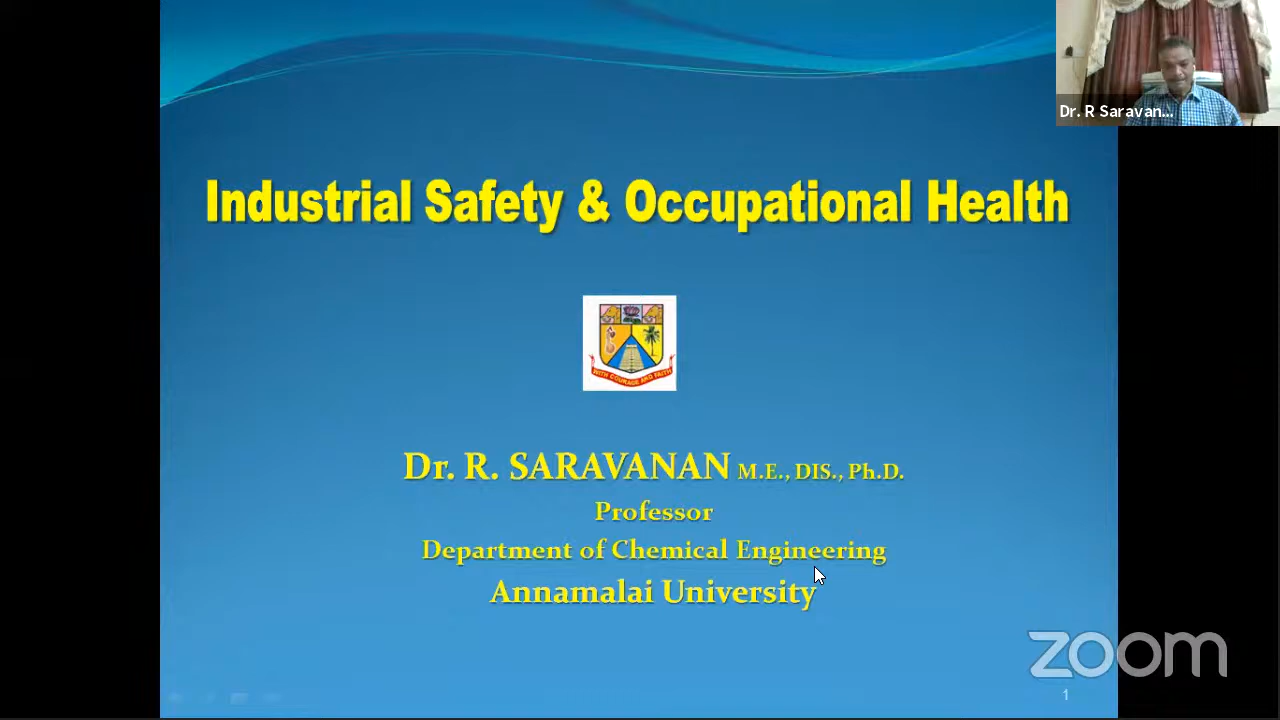 Dr. R Saravan...
Industrial Safety & Occupational Health
WITH COURAGE AND FAITH
Dr. R. SARAVANAN M.E., DIS., Ph.D.
Professor
Department of Chemical Engineering
Annamalai University
zoom
1